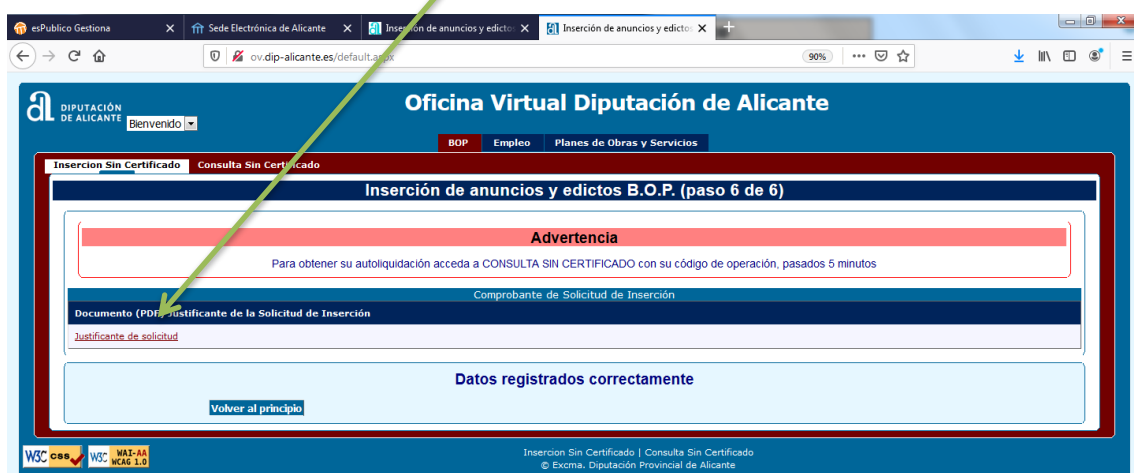 esPublico Gestiona
Sede Electrónica de Alicante
Inserción de anuncios y edictos
Inserción de anuncios y edictos
ov.dip-alicante.es/default.aspx
90%
DIPUTACIÓN
DE ALICANTE
Bienvenido
Oficina Virtual Diputación de Alicante
BOP Empleo Planes de Obras y Servicios
Insercion Sin Certificado Consulta Sin Certificado
Inserción de anuncios y edictos B.O.P. (paso 6 de 6)
Advertencia
Para obtener su autoliquidación acceda a CONSULTA SIN CERTIFICADO con su código de operación, pasados 5 minutos
Comprobante de Solicitud de Inserción
Documento (PDF) Justificante de la Solicitud de Inserción
Justificante de solicitud
Datos registrados correctamente
Volver al principio
W3C css
W3C WAI-AA
WCAG 1.0
Insercion Sin Certificado | Consulta Sin Certificado
© Excma. Diputación Provincial de Alicante